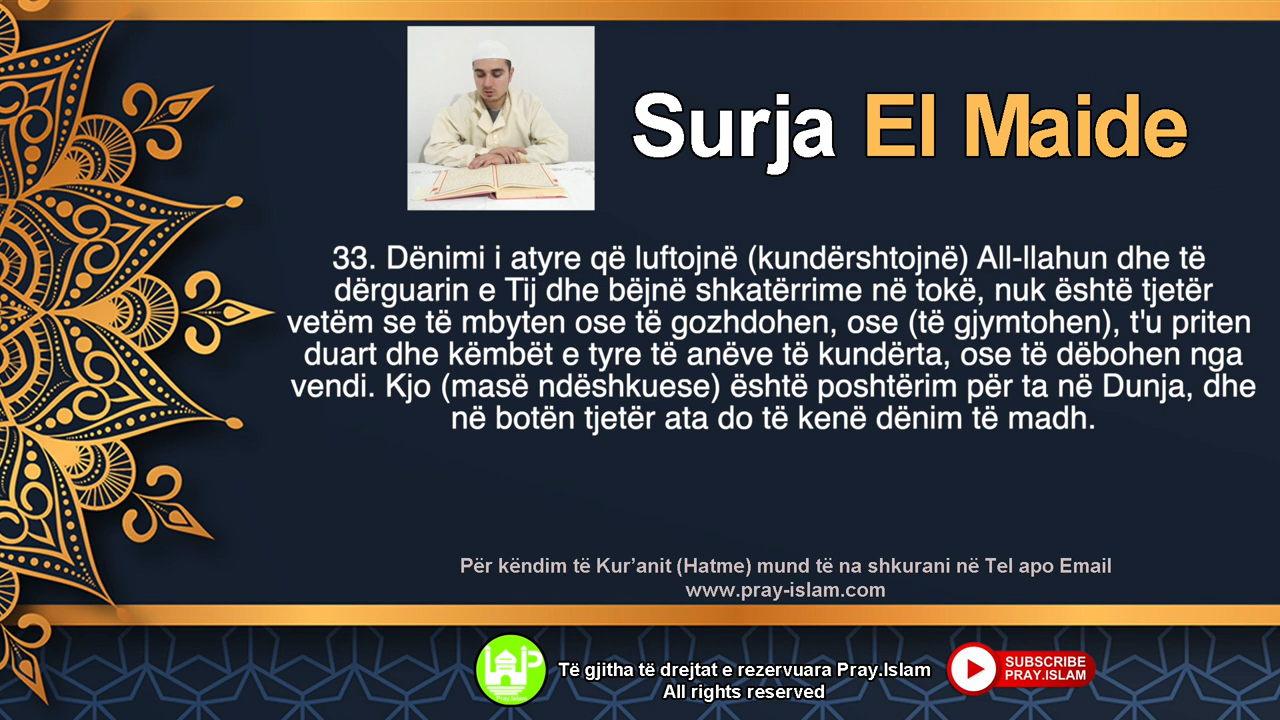 Surja El Maide
33. Dënimi i atyre që luftojnë (kundërshtojnë) All-llahun dhe të
dërguarin e Tij dhe bëjnë shkatërrime në tokë, nuk është tjetër
vetëm se të mbyten ose të gozhdohen, ose (të gjymtohen), t'u priten
duart dhe këmbët e tyre të anëve të kundërta, ose të dëbohen nga
vendi. Kjo (masë ndëshkuese) është poshtërim për ta në Dunja, dhe
në botën tjetër ata do të kenë dënim të madh.
Për këndim të Kur’anit (Hatme) mund të na shkurani në Tel apo Email
www.pray-islam.com
Pray Islam
Të gjitha të drejtat e rezervuara Pray.Islam
All rights reserved
SUBSCRIBE
PRAY.ISLAM